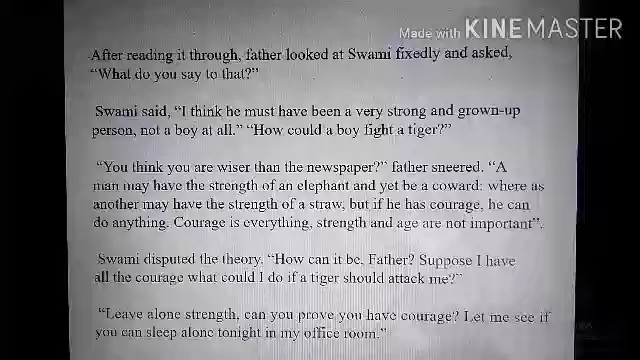 Made with KINEMASTER
After reading it through, father looked at Swami fixedly and asked,
“What do you say to that?”
Swami said, “I think he must have been a very strong and grown-up
person, not a boy at all.” “How could a boy fight a tiger?”
“You think you are wiser than the newspaper?” father sneered. “A
man may have the strength of an elephant and yet be a coward: where as
another may have the strength of a straw, but if he has courage, he can
do anything. Courage is everything, strength and age are not important”.
Swami disputed the theory. “How can it be, Father? Suppose I have
all the courage what could I do if a tiger should attack me?”
“Leave alone strength, can you prove you have courage? Let me see if
you can sleep alone tonight in my office room.”